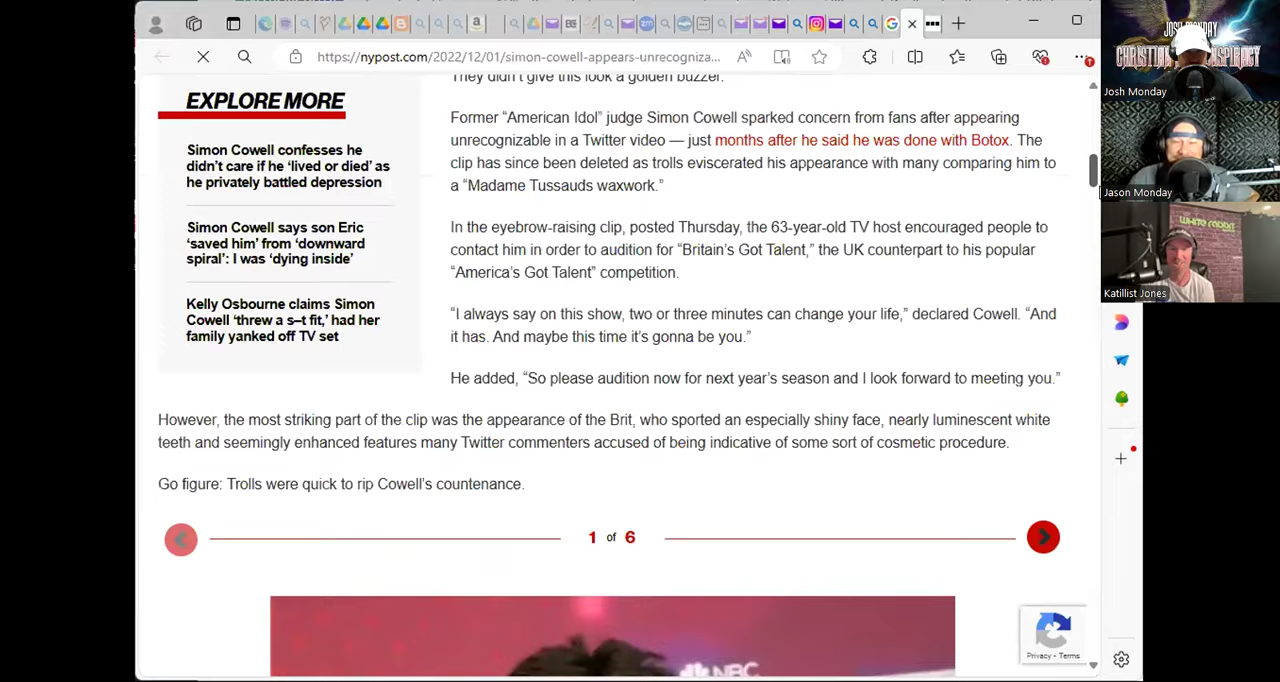 https://nypost.com/2022/12/01/simon-cowell-appears-unrecogniza...
They didn't give this look a golden buzzer.
EXPLORE MORE
Simon Cowell confesses he
didn't care if he 'lived or died' as
he privately battled depression
Simon Cowell says son Eric
'saved him' from 'downward
spiral': I was 'dying inside'
Kelly Osbourne claims Simon
Cowell 'threw a s–t fit,' had her
family yanked off TV set
Former “American Idol” judge Simon Cowell sparked concern from fans after appearing
unrecognizable in a Twitter video — just months after he said he was done with Botox. The
clip has since been deleted as trolls eviscerated his appearance with many comparing him to
a “Madame Tussauds waxwork.”
In the eyebrow-raising clip, posted Thursday, the 63-year-old TV host encouraged people to
contact him in order to audition for “Britain's Got Talent,” the UK counterpart to his popular
“America's Got Talent” competition.
“I always say on this show, two or three minutes can change your life,” declared Cowell. “And
it has. And maybe this time it's gonna be you.”
He added, “So please audition now for next year's season and I look forward to meeting you.”
However, the most striking part of the clip was the appearance of the Brit, who sported an especially shiny face, nearly luminescent white
teeth and seemingly enhanced features many Twitter commenters accused of being indicative of some sort of cosmetic procedure.
Go figure: Trolls were quick to rip Cowell's countenance.
1 of 6
NBC
Privacy - Terms
JOSH MONDAY
Josh Monday
Jason Monday
WHITE RABBIT
Katillist Jones